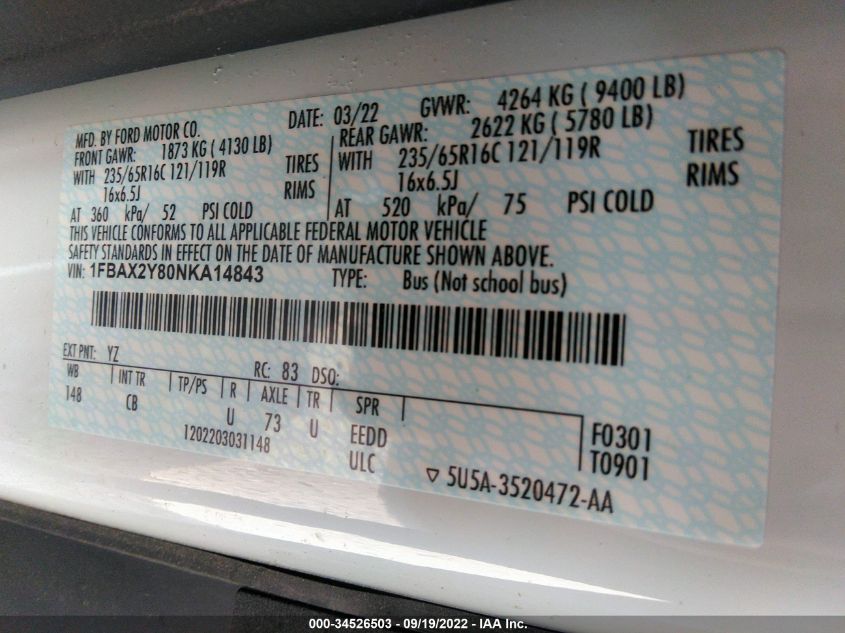 MFD. BY FORD MOTOR CO. DATE: 03/22 GVWR: 4264 KG ( 9400 LB)
FRONT GAWR: 1873 KG ( 4130 LB) REAR GAWR: 2622 KG ( 5780 LB)
WITH 235/65R16C 121/119R TIRES WITH 235/65R16C 121/119R TIRES
16x6.5J RIMS 16x6.5J RIMS
AT 360 kPa/ 52 PSI COLD AT 520 kPa/ 75 PSI COLD
THIS VEHICLE CONFORMS TO ALL APPLICABLE FEDERAL MOTOR VEHICLE
SAFETY STANDARDS IN EFFECT ON THE DATE OF MANUFACTURE SHOWN ABOVE.
VIN: 1FBAX2Y80NKA14843 TYPE: Bus (Not school bus)
EXT PNT: YZ RC: 83 DSO:
WB INT TR TP/PS R AXLE TR SPR
148 CB U 73 U EEDD F0301
1202203031148 ULC T0901
▽ 5U5A-3520472-AA
000-34526503 - 09/19/2022 - IAA Inc.